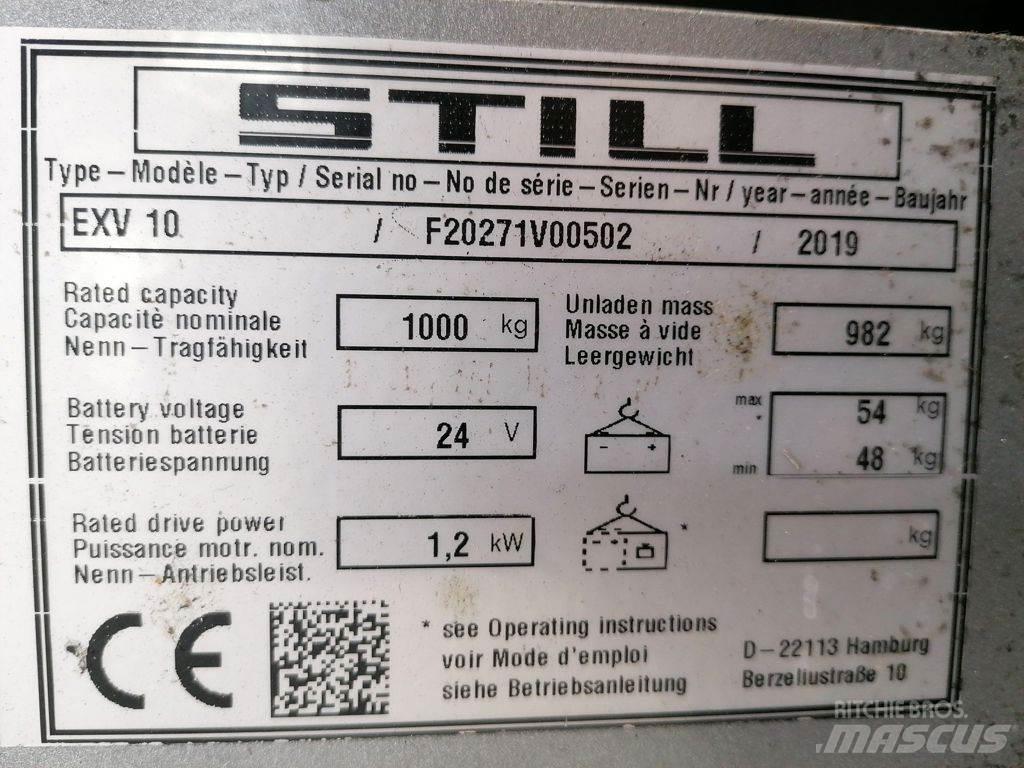 STILL
Type – Modèle – Typ / Serial no – No de série – Serien – Nr / year – année – Baujahr
EXV 10 / F20271V00502 / 2019
Rated capacity
Capacitè nominale
Nenn – Tragfähigkeit
1000 kg
Unladen mass
Masse à vide
Leergewicht
982 kg
Battery voltage
Tension batterie
Batteriespannung
24 V
- +
max 54 kg
*
min 48 kg
Rated drive power
Puissance motr. nom.
Nenn – Antriebsleist.
1,2 kW
*
kg
CE
* see Operating instructions
voir Mode d'emploi
siehe Betriebsanleitung
D – 22113 Hamburg
Berzeliustraße 10
RITCHIE BROS.
MASCUS